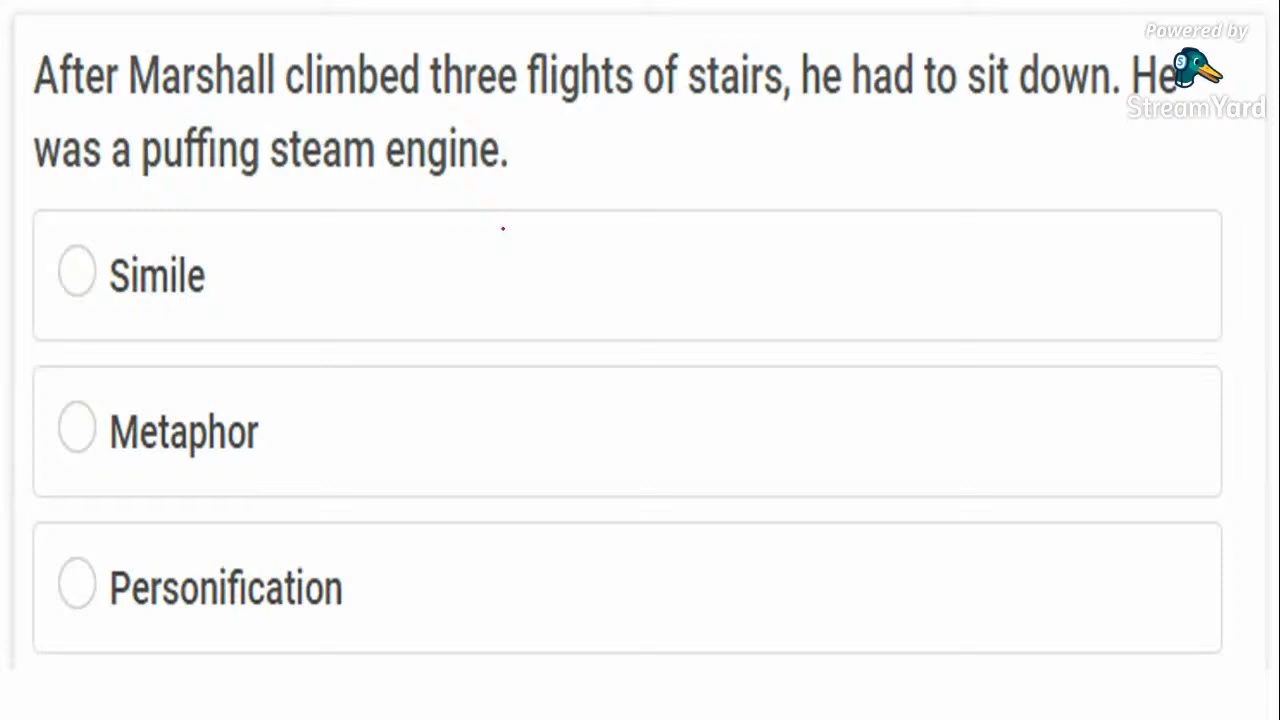 Powered by
After Marshall climbed three flights of stairs, he had to sit down. He
StreamYard
was a puffing steam engine.
Simile
Metaphor
Personification